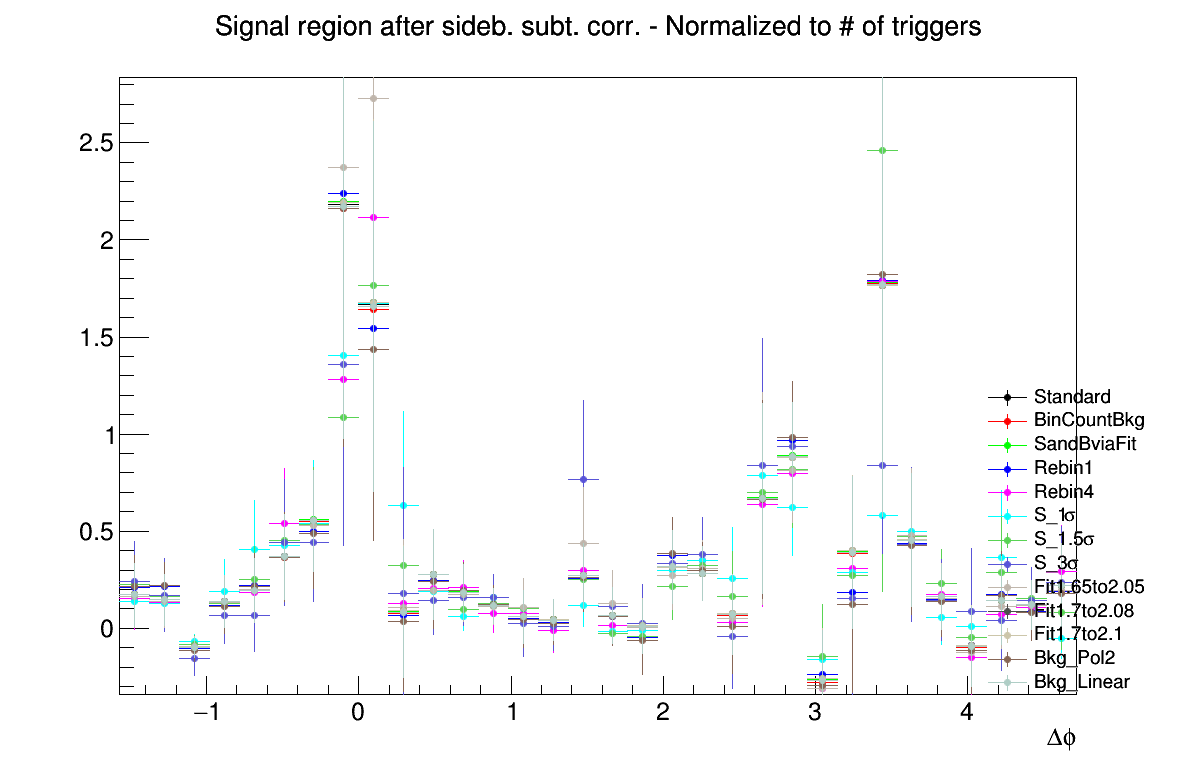 Signal region after sideb. subt. corr. - Normalized to # of triggers
2.5
2
1.5
1
0.5
0
−1
0
1
2
3
4
Δϕ
Standard
BinCountBkg
SandBviaFit
Rebin1
Rebin4
S_1σ
S_1.5σ
S_3σ
Fit1.65to2.05
Fit1.7to2.08
Fit1.7to2.1
Bkg_Pol2
Bkg_Linear